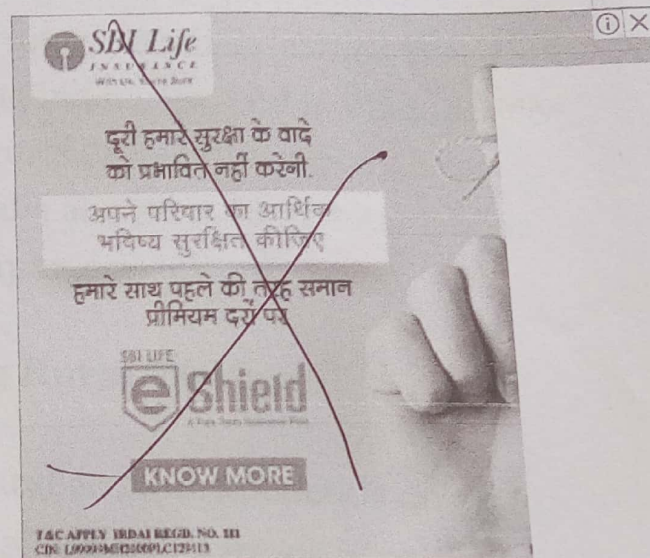 SBI Life
INSURANCE
दूरी हमारे सुरक्षा के वादे
को प्रभावित नहीं करेगी.
अपने परिवार का आर्थिक
भविष्य सुरक्षित कीजिए
हमारे साथ पहले की तरह समान
प्रीमियम दरों पर
SBI LIFE
eShield
KNOW MORE
T&C APPLY IRDAI REGD. NO. 111